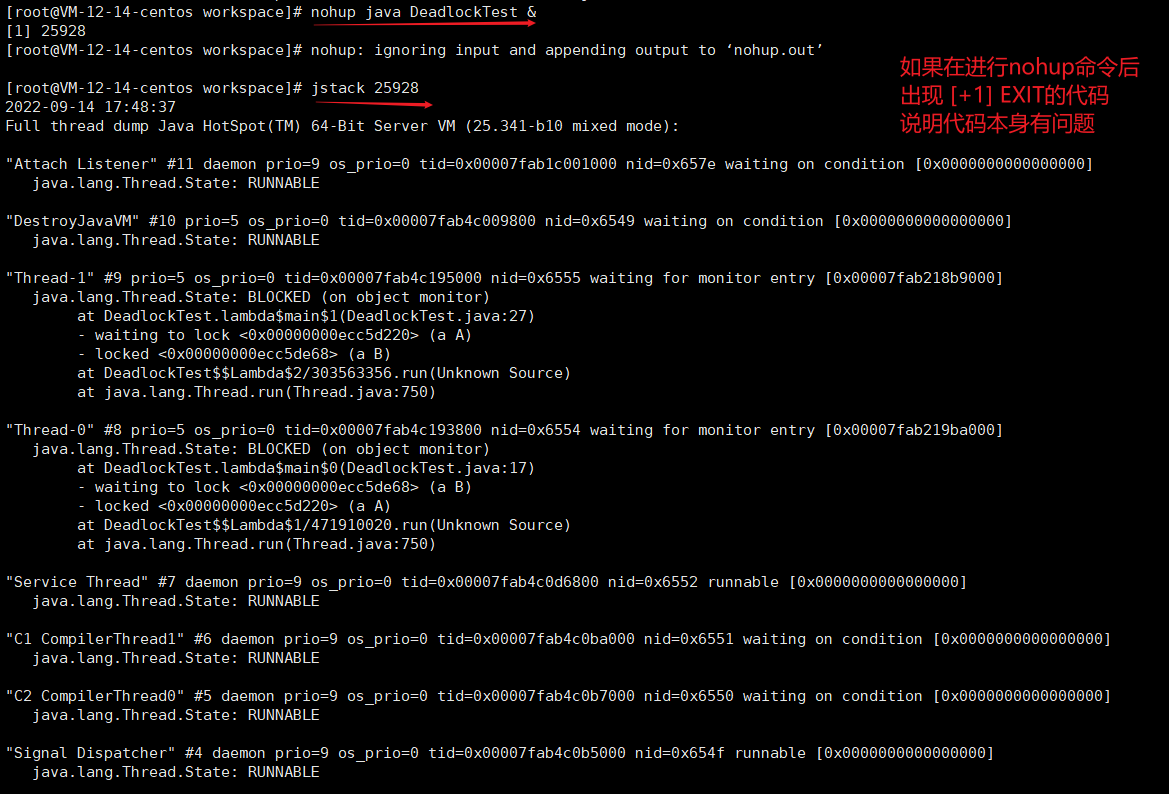 [root@VM-12-14-centos workspace]# nohup java DeadlockTest &
[1] 25928
[root@VM-12-14-centos workspace]# nohup: ignoring input and appending output to ‘nohup.out’
如果在进行nohup命令后
出现 [+1] EXIT的代码
说明代码本身有问题
[root@VM-12-14-centos workspace]# jstack 25928
2022-09-14 17:48:37
Full thread dump Java HotSpot(TM) 64-Bit Server VM (25.341-b10 mixed mode):
"Attach Listener" #11 daemon prio=9 os_prio=0 tid=0x00007fab1c001000 nid=0x657e waiting on condition [0x0000000000000000]
java.lang.Thread.State: RUNNABLE
"DestroyJavaVM" #10 prio=5 os_prio=0 tid=0x00007fab4c009800 nid=0x6549 waiting on condition [0x0000000000000000]
java.lang.Thread.State: RUNNABLE
"Thread-1" #9 prio=5 os_prio=0 tid=0x00007fab4c195000 nid=0x6555 waiting for monitor entry [0x00007fab218b9000]
java.lang.Thread.State: BLOCKED (on object monitor)
at DeadlockTest.lambda$main$1(DeadlockTest.java:27)
- waiting to lock <0x00000000ecc5d220> (a A)
- locked <0x00000000ecc5de68> (a B)
at DeadlockTest$$Lambda$2/303563356.run(Unknown Source)
at java.lang.Thread.run(Thread.java:750)
"Thread-0" #8 prio=5 os_prio=0 tid=0x00007fab4c193800 nid=0x6554 waiting for monitor entry [0x00007fab219ba000]
java.lang.Thread.State: BLOCKED (on object monitor)
at DeadlockTest.lambda$main$0(DeadlockTest.java:17)
- waiting to lock <0x00000000ecc5de68> (a B)
- locked <0x00000000ecc5d220> (a A)
at DeadlockTest$$Lambda$1/471910020.run(Unknown Source)
at java.lang.Thread.run(Thread.java:750)
"Service Thread" #7 daemon prio=9 os_prio=0 tid=0x00007fab4c0d6800 nid=0x6552 runnable [0x0000000000000000]
java.lang.Thread.State: RUNNABLE
"C1 CompilerThread1" #6 daemon prio=9 os_prio=0 tid=0x00007fab4c0ba000 nid=0x6551 waiting on condition [0x0000000000000000]
java.lang.Thread.State: RUNNABLE
"C2 CompilerThread0" #5 daemon prio=9 os_prio=0 tid=0x00007fab4c0b7000 nid=0x6550 waiting on condition [0x0000000000000000]
java.lang.Thread.State: RUNNABLE
"Signal Dispatcher" #4 daemon prio=9 os_prio=0 tid=0x00007fab4c0b5000 nid=0x654f runnable [0x0000000000000000]
java.lang.Thread.State: RUNNABLE